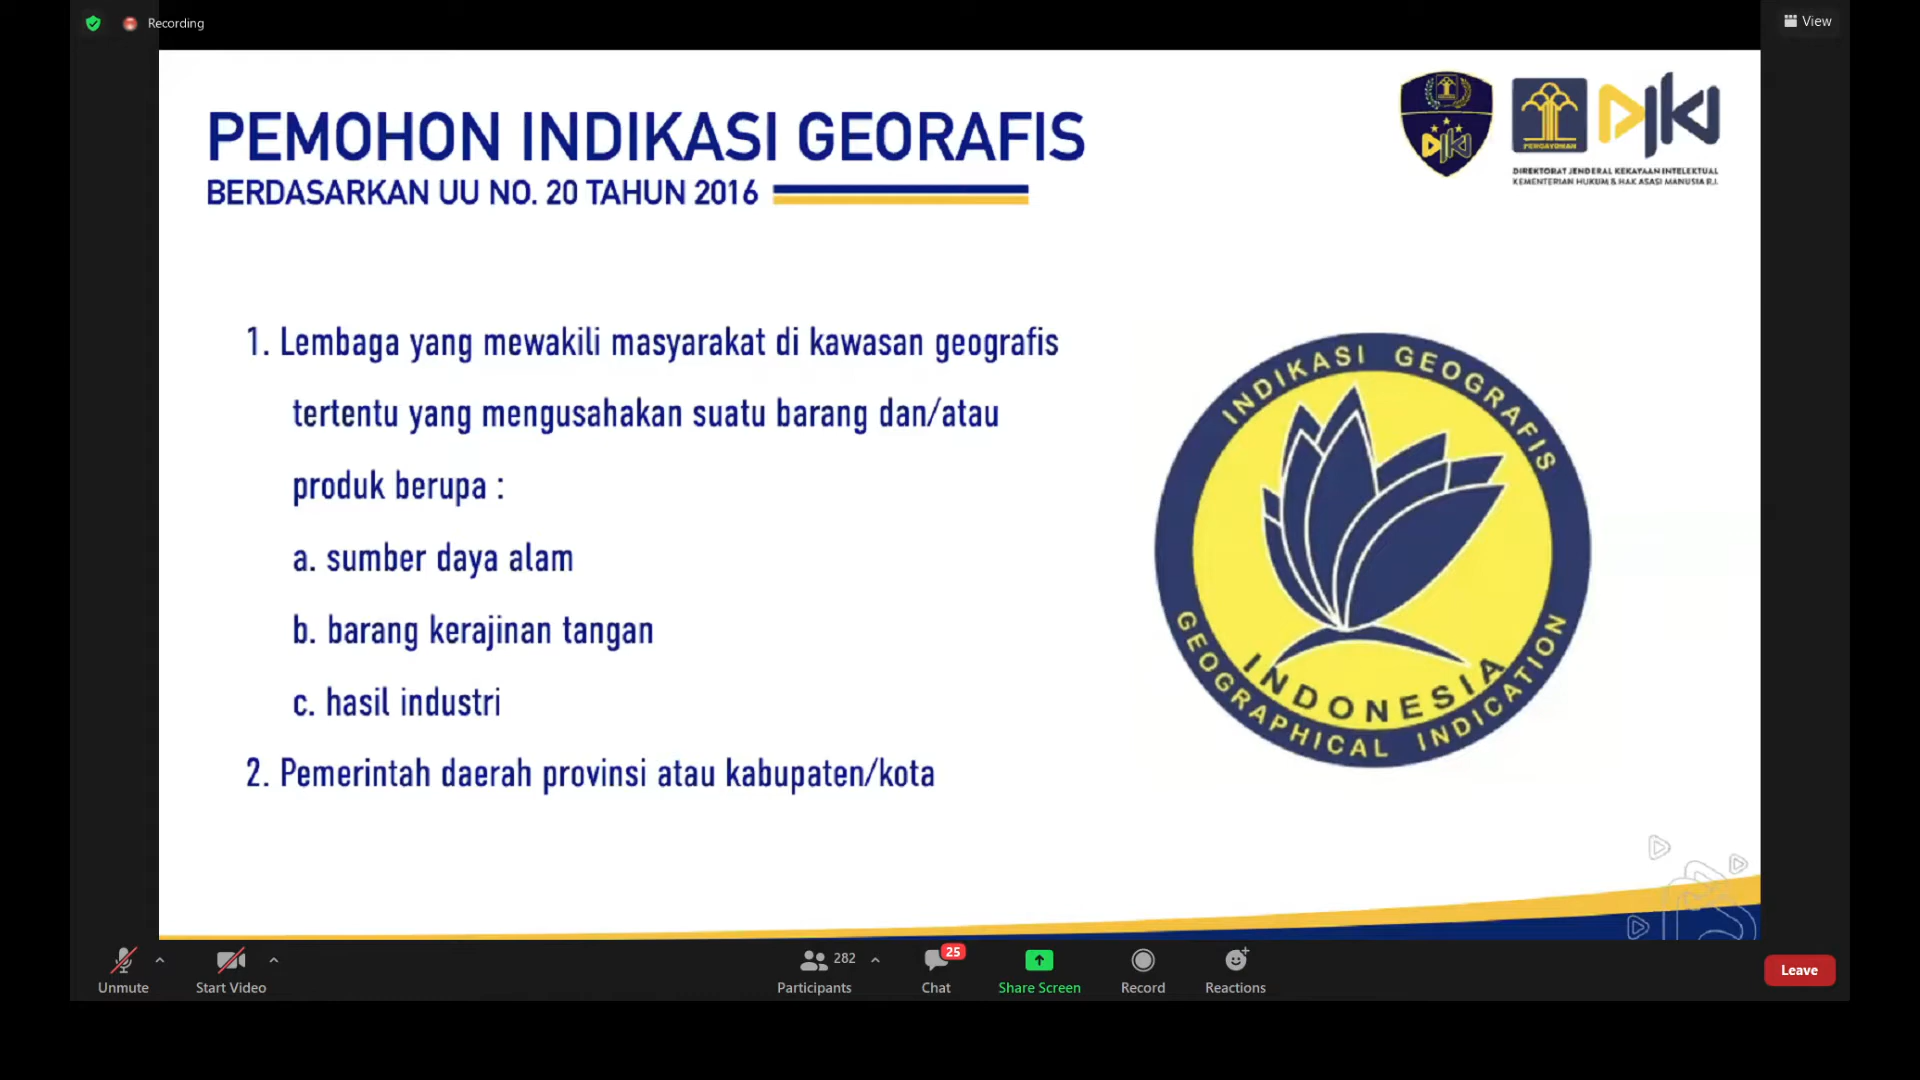 Recording
View
PEMOHON INDIKASI GEORAFIS
BERDASARKAN UU NO. 20 TAHUN 2016
PENGAYOMAN
DIREKTORAT JENDERAL KEKAYAAN INTELEKTUAL
KEMENTERIAN HUKUM & HAK ASASI MANUSIA R.I.
1. Lembaga yang mewakili masyarakat di kawasan geografis
tertentu yang mengusahakan suatu barang dan/atau
produk berupa :
a. sumber daya alam
b. barang kerajinan tangan
c. hasil industri
2. Pemerintah daerah provinsi atau kabupaten/kota
INDIKASI GEOGRAFIS
INDONESIA
GEOGRAPHICAL INDICATION
Unmute
Start Video
282
Participants
25
Chat
Share Screen
Record
Reactions
Leave